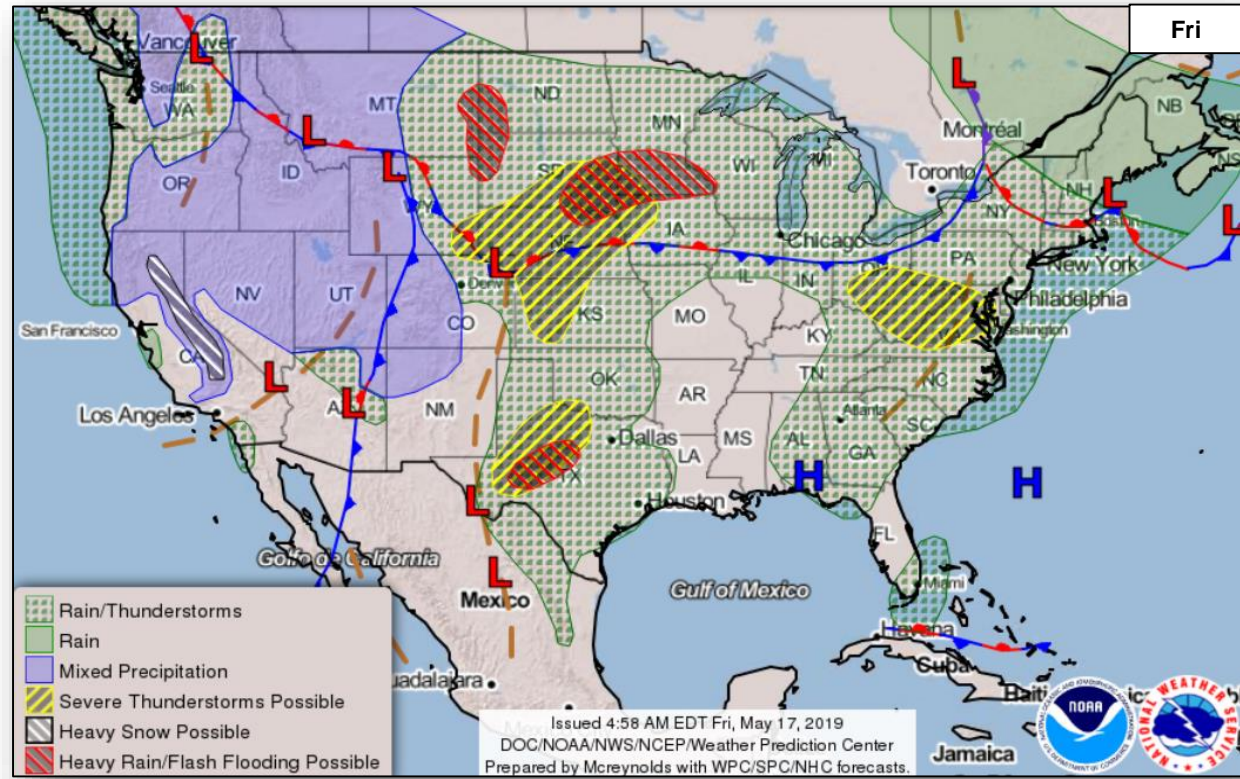 Fri
Vancouver
Seattle
WA
MT
ND
MN
Montréal
NB
NS
OR
ID
WY
SD
WI
MI
Toronto
NH
NY
NE
IA
Chicago
PA
New York
NV
UT
CO
KS
MO
IL
IN
OH
Philadelphia
Washington
San Francisco
CA
KY
VA
Los Angeles
AZ
NM
OK
AR
TN
NC
Atlanta
SC
Dallas
TX
LA
MS
AL
GA
Houston
FL
Golfo de California
Gulf of Mexico
Mexico
Miami
Havana
Cuba
Jamaica
L
L
L
L
L
L
L
L
L
L
L
H
H
Rain/Thunderstorms
Rain
Mixed Precipitation
Severe Thunderstorms Possible
Heavy Snow Possible
Heavy Rain/Flash Flooding Possible
Issued 4:58 AM EDT Fri, May 17, 2019
DOC/NOAA/NWS/NCEP/Weather Prediction Center
Prepared by Mcreynolds with WPC/SPC/NHC forecasts.
NOAA
NATIONAL WEATHER SERVICE